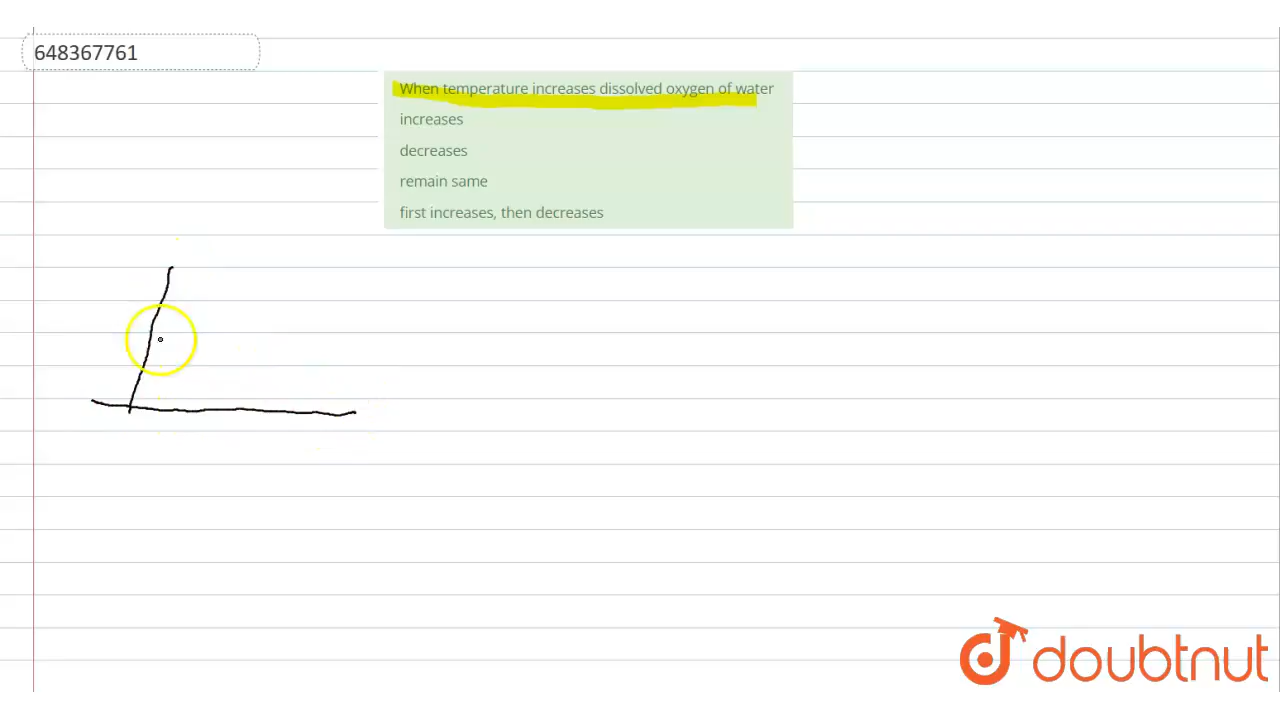 648367761
When temperature increases dissolved oxygen of water
increases
decreases
remain same
first increases, then decreases
doubtnut